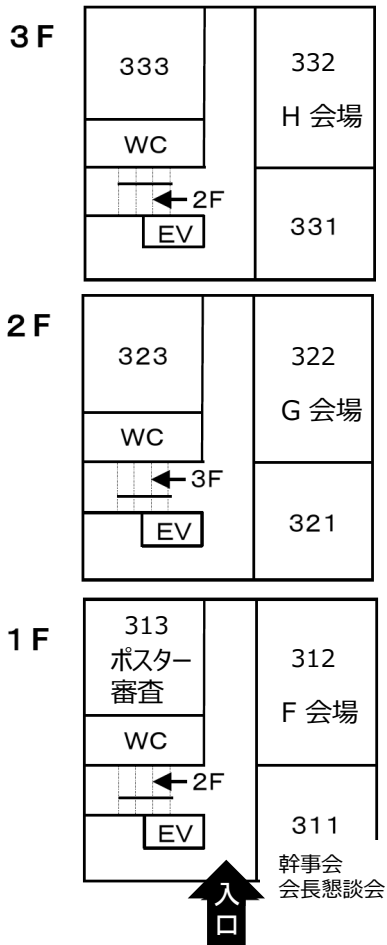 3F
333
332
H 会場
WC
2F
EV
331
2F
323
322
G 会場
WC
3F
EV
321
1F
313
ポスター
審査
312
F 会場
WC
2F
EV
311
幹事会
会長懇談会
入
口